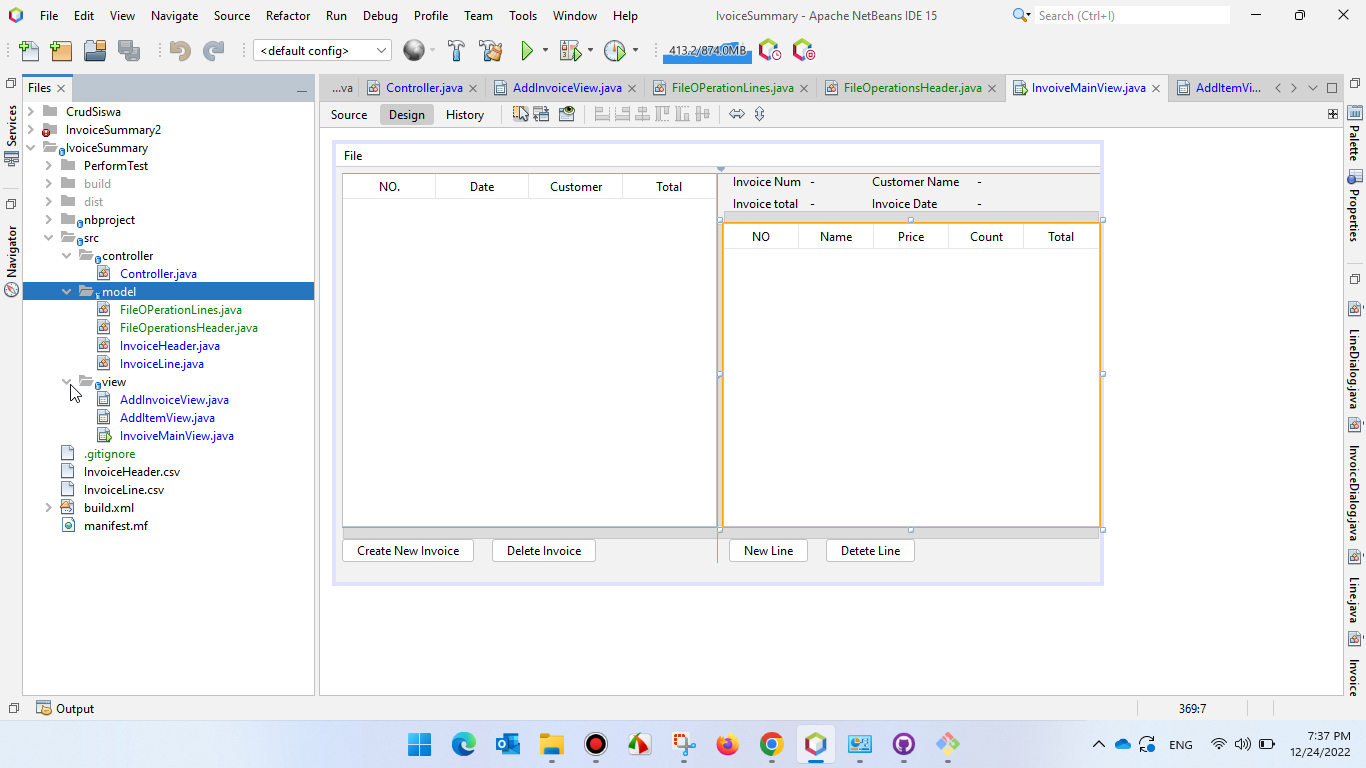 File Edit View Navigate Source Refactor Run Debug Profile Team Tools Window Help IvoiceSummary - Apache NetBeans IDE 15 Search (Ctrl+I)
<default config> 413.2/874.0MB
Files ...va Controller.java AddInvoiceView.java FileOPerationLines.java FileOperationsHeader.java InvoiveMainView.java AddItemVi...
Source Design History
Services
Navigator
CrudSiswa
InvoiceSummary2
IvoiceSummary
PerformTest
build
dist
nbproject
src
controller
Controller.java
model
FileOPerationLines.java
FileOperationsHeader.java
InvoiceHeader.java
InvoiceLine.java
view
AddInvoiceView.java
AddItemView.java
InvoiveMainView.java
.gitignore
InvoiceHeader.csv
InvoiceLine.csv
build.xml
manifest.mf
File
NO. Date Customer Total
Invoice Num - Customer Name -
Invoice total - Invoice Date -
NO Name Price Count Total
Create New Invoice Delete Invoice New Line Detete Line
Palette
Properties
LineDialog.java
InvoiceDialog.java
Line.java
Invoice
Output 369:7
ENG 7:37 PM
12/24/2022